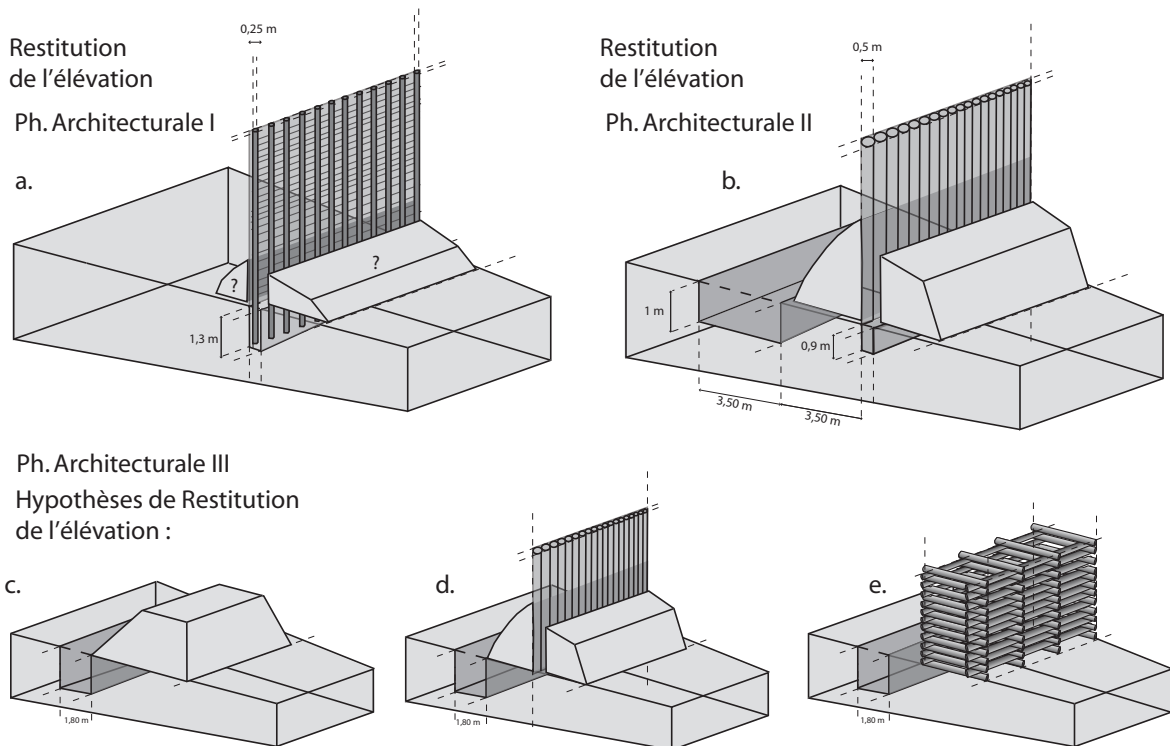 Restitution
de l'élévation
Ph. Architecturale I
a.
0,25 m
?
?
1,3 m
Restitution
de l'élévation
Ph. Architecturale II
b.
0,5 m
1 m
0,9 m
3,50 m
3,50 m
Ph. Architecturale III
Hypothèses de Restitution
de l'élévation :
c.
1,80 m
d.
1,80 m
e.
1,80 m